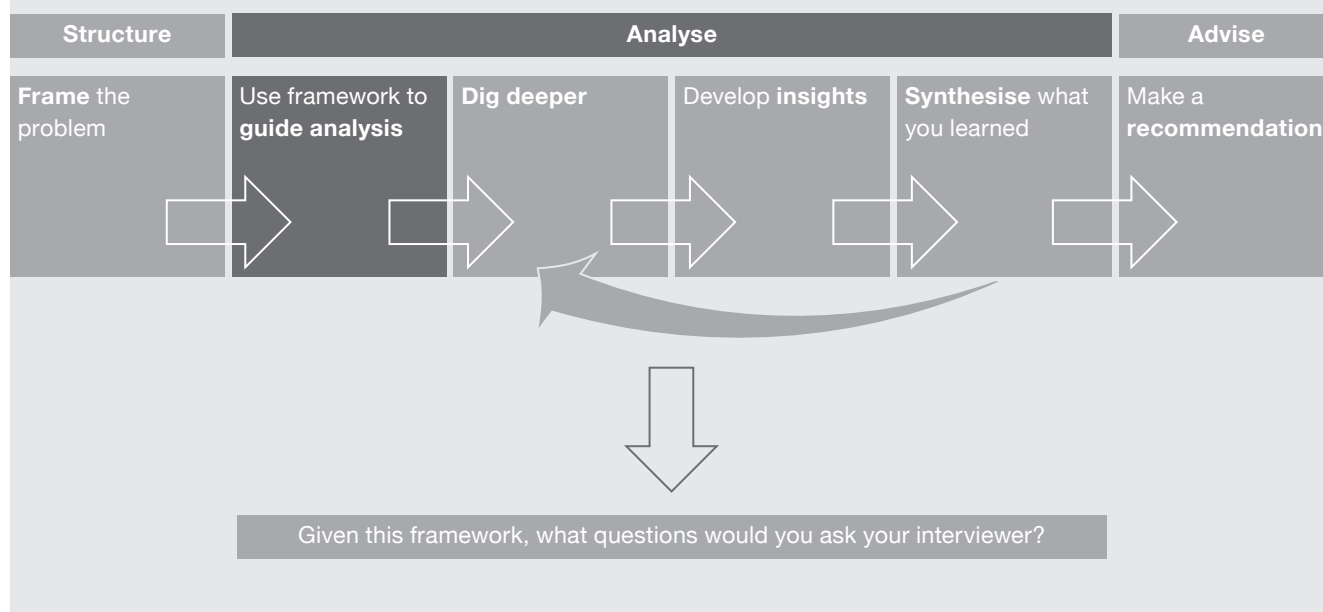 Structure
Analyse
Advise
Frame the
problem
Use framework to
guide analysis
Dig deeper
Develop insights
Synthesise what
you learned
Make a
recommendation
Given this framework, what questions would you ask your interviewer?